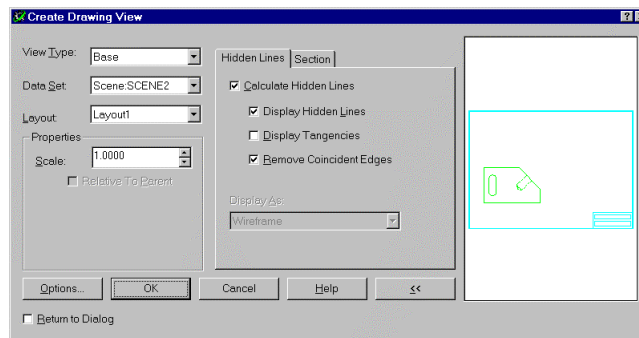 Create Drawing View
View Type:
Base
Data Set:
Scene:SCENE2
Layout:
Layout1
Properties
Scale:
1.0000
Relative To Parent
Hidden Lines
Section
Calculate Hidden Lines
Display Hidden Lines
Display Tangencies
Remove Coincident Edges
Display As:
Wireframe
Options...
OK
Cancel
Help
<<
Return to Dialog